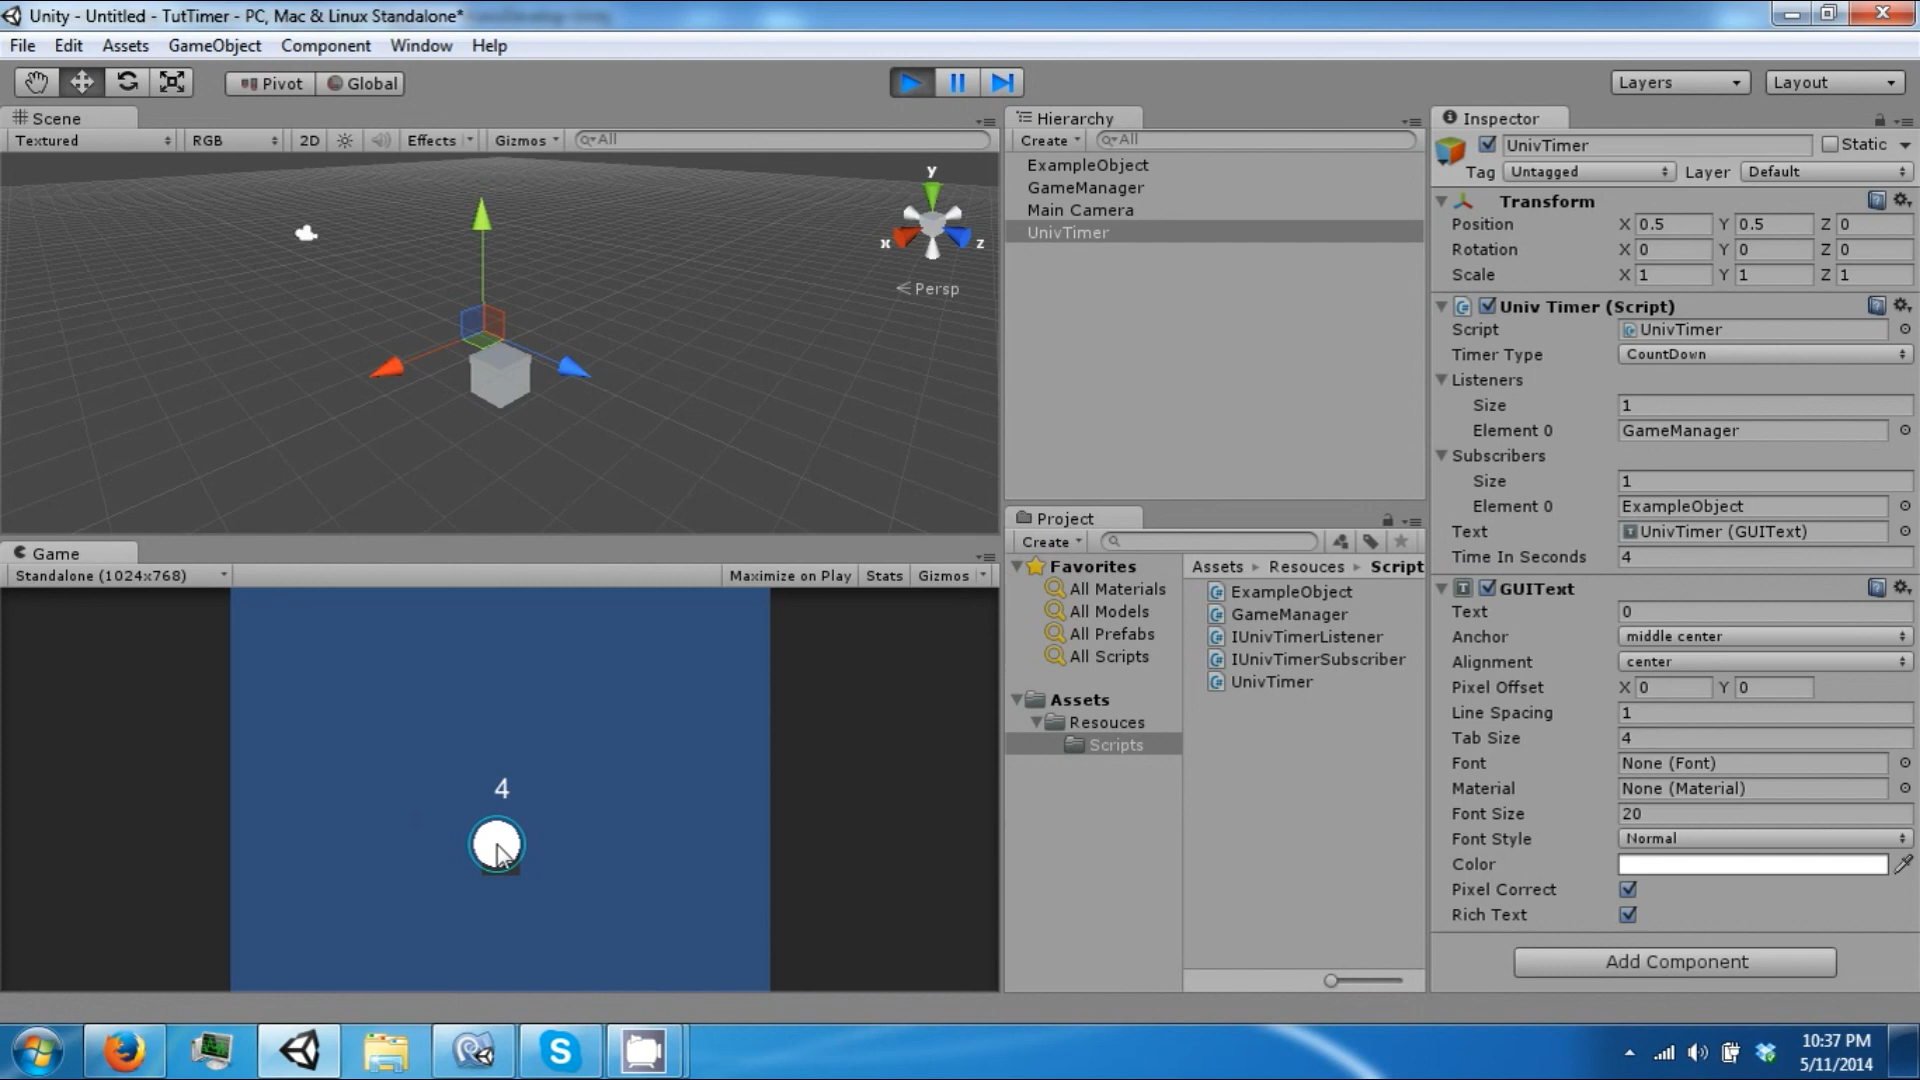 Unity - Untitled - TutTimer - PC, Mac & Linux Standalone*
File Edit Assets GameObject Component Window Help
Pivot Global Layers Layout
Scene
Textured RGB 2D Effects Gizmos All
y
x z
Persp
Game
Standalone (1024x768) Maximize on Play Stats Gizmos
4
Hierarchy
Create All
ExampleObject
GameManager
Main Camera
UnivTimer
Project
Create
Favorites
All Materials
All Models
All Prefabs
All Scripts
Assets
Resouces
Scripts
Assets Resouces Script
ExampleObject
GameManager
IUnivTimerListener
IUnivTimerSubscriber
UnivTimer
Inspector
UnivTimer Static
Tag Untagged Layer Default
Transform
Position X 0.5 Y 0.5 Z 0
Rotation X 0 Y 0 Z 0
Scale X 1 Y 1 Z 1
Univ Timer (Script)
Script UnivTimer
Timer Type CountDown
Listeners
Size 1
Element 0 GameManager
Subscribers
Size 1
Element 0 ExampleObject
Text UnivTimer (GUIText)
Time In Seconds 4
GUIText
Text 0
Anchor middle center
Alignment center
Pixel Offset X 0 Y 0
Line Spacing 1
Tab Size 4
Font None (Font)
Material None (Material)
Font Size 20
Font Style Normal
Color
Pixel Correct
Rich Text
Add Component
10:37 PM
5/11/2014